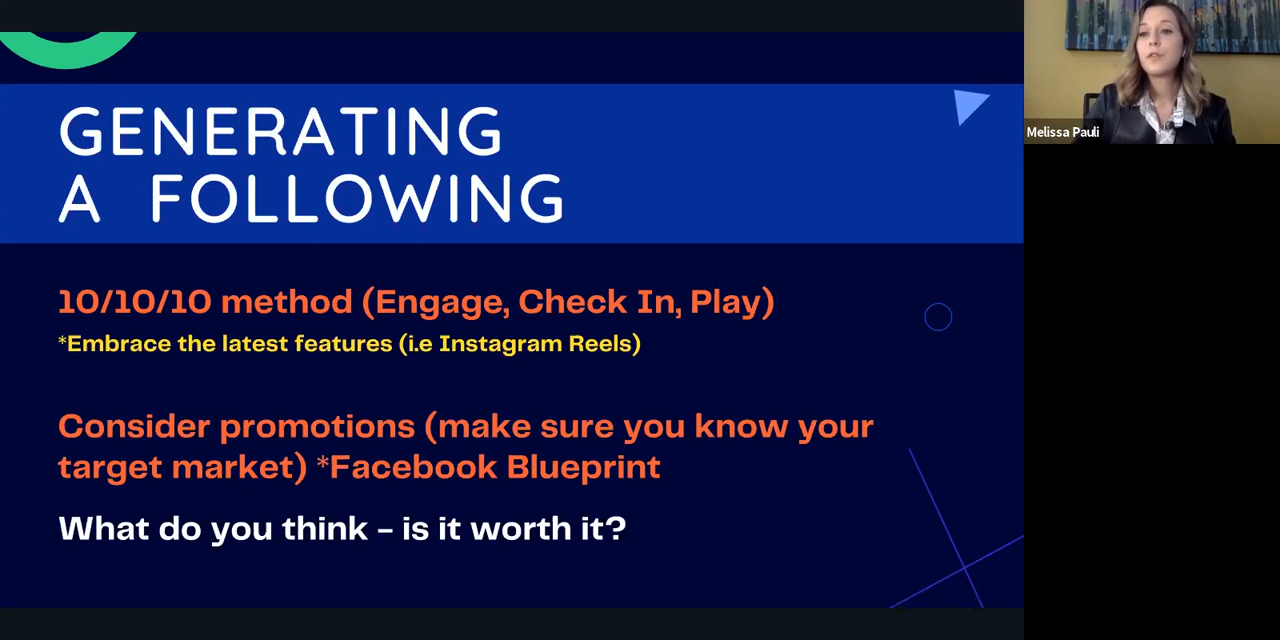 GENERATING
A FOLLOWING
10/10/10 method (Engage, Check In, Play)
*Embrace the latest features (i.e Instagram Reels)
Consider promotions (make sure you know your
target market) *Facebook Blueprint
What do you think - is it worth it?
Melissa Pauli